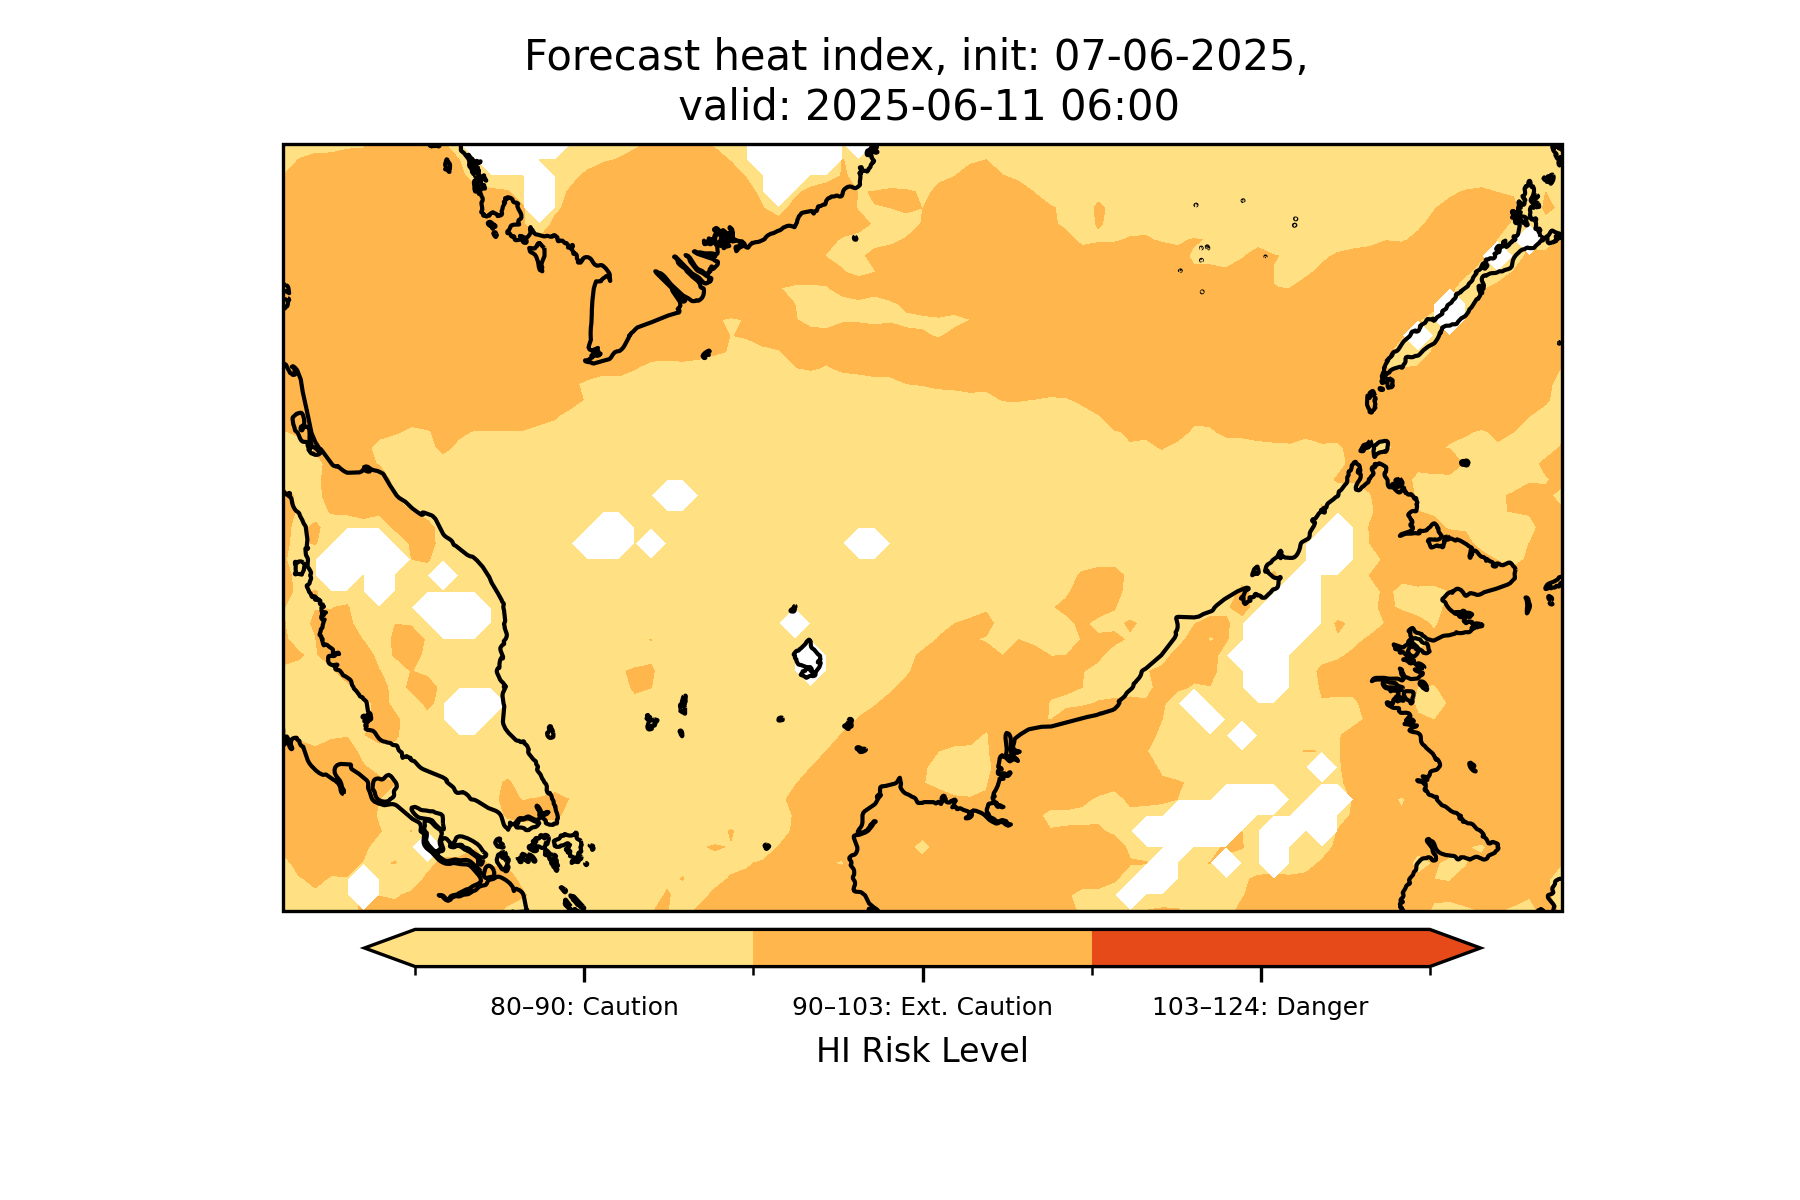 Forecast heat index, init: 07-06-2025,
valid: 2025-06-11 06:00
80–90: Caution
90–103: Ext. Caution
103–124: Danger
HI Risk Level